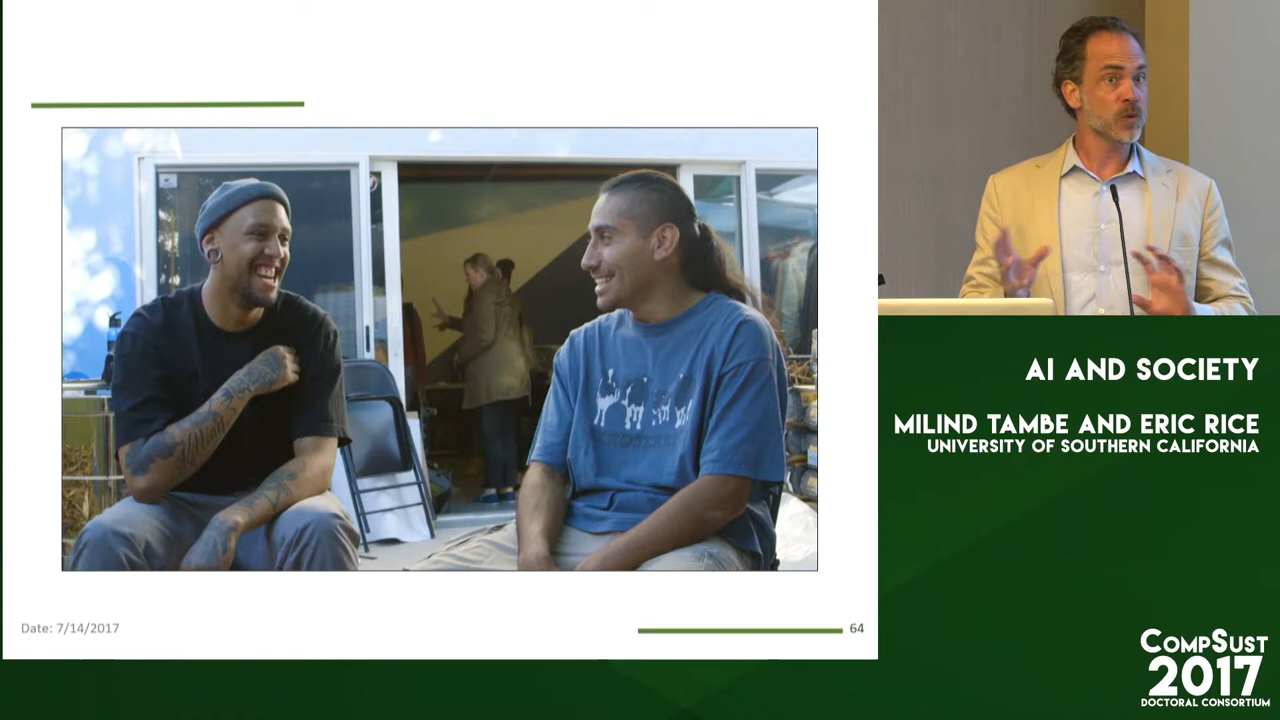 AI AND SOCIETY
MILIND TAMBE AND ERIC RICE
UNIVERSITY OF SOUTHERN CALIFORNIA
Date: 7/14/2017
64
COMPSUST
2017
DOCTORAL CONSORTIUM